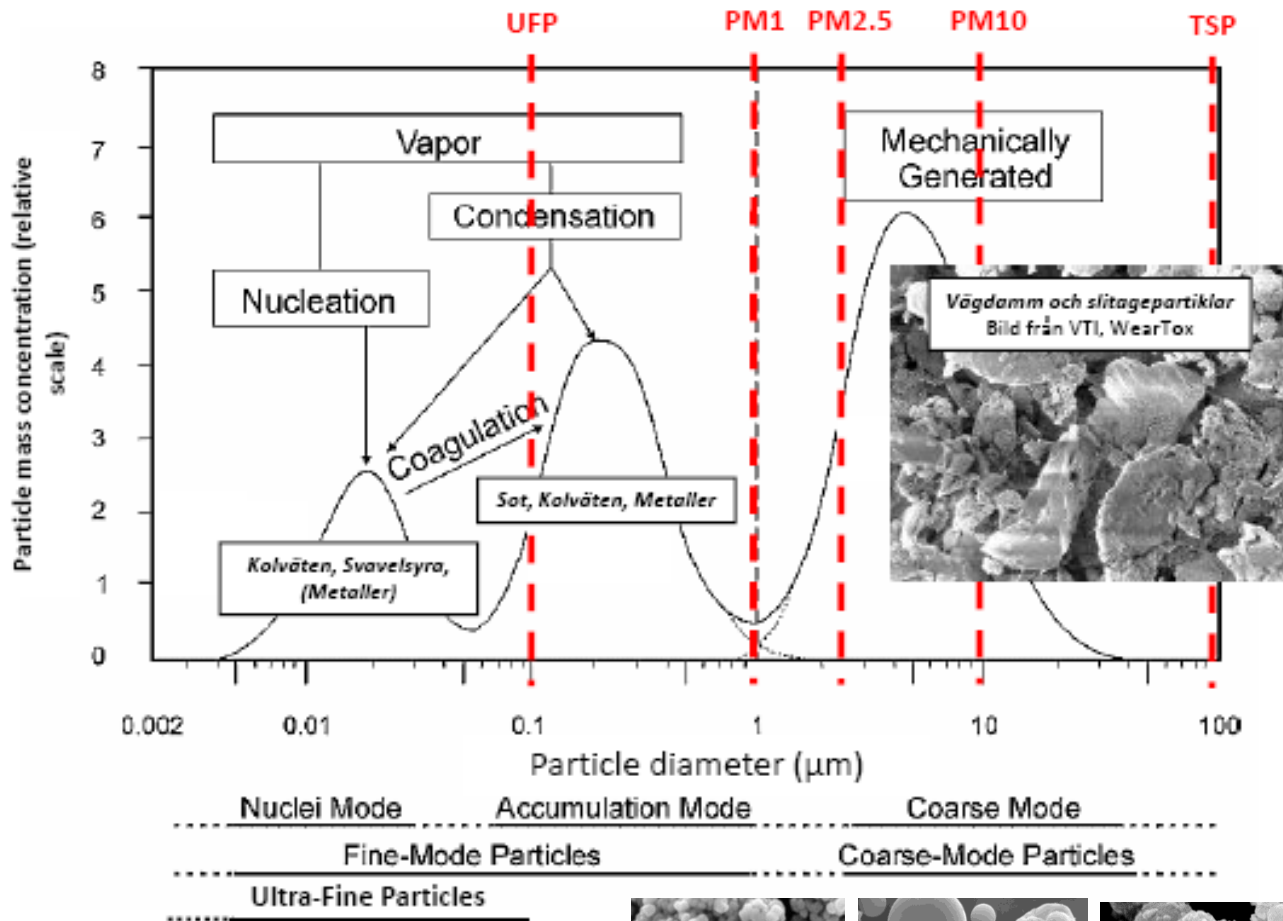 UFP PM1 PM2.5 PM10 TSP
8
7
6
5
4
3
2
1
0
Particle mass concentration (relative
scale)
Vapor
Condensation
Nucleation
Coagulation
Mechanically
Generated
Vägdamm och slitagepartiklar
Bild från VTI, WearTox
Sot, Kolväten, Metaller
Kolväten, Svavelsyra,
(Metaller)
0.002 0.01 0.1 1 10 100
Particle diameter (μm)
Nuclei Mode Accumulation Mode Coarse Mode
Fine-Mode Particles Coarse-Mode Particles
Ultra-Fine Particles